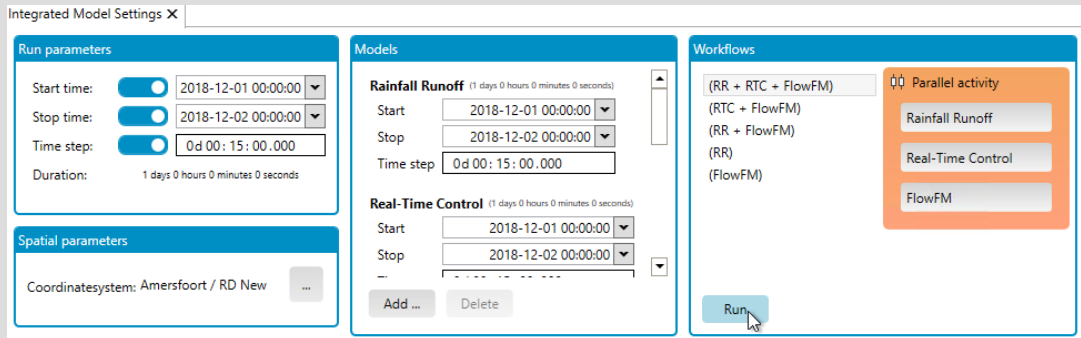 Integrated Model Settings X
Run parameters
Start time: 2018-12-01 00:00:00
Stop time: 2018-12-02 00:00:00
Time step: 0 d 00 : 15 : 00 .000
Duration: 1 days 0 hours 0 minutes 0 seconds
Spatial parameters
Coordinatesystem: Amersfoort / RD New ...
Models
Rainfall Runoff (1 days 0 hours 0 minutes 0 seconds)
Start 2018-12-01 00:00:00
Stop 2018-12-02 00:00:00
Time step 0 d 00 : 15 : 00 .000
Real-Time Control (1 days 0 hours 0 minutes 0 seconds)
Start 2018-12-01 00:00:00
Stop 2018-12-02 00:00:00
Add ... Delete
Workflows
(RR + RTC + FlowFM)
(RTC + FlowFM)
(RR + FlowFM)
(RR)
(FlowFM)
Parallel activity
Rainfall Runoff
Real-Time Control
FlowFM
Run